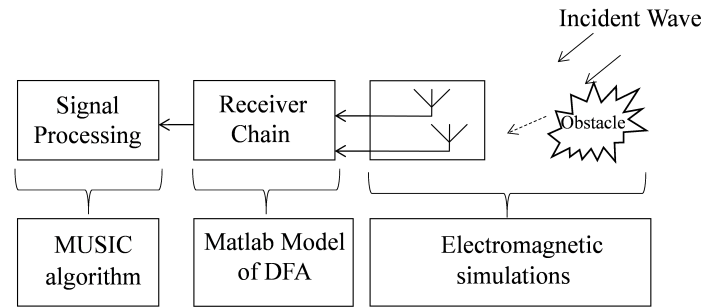 Incident Wave
Signal
Processing
Receiver
Chain
Obstacle
MUSIC
algorithm
Matlab Model
of DFA
Electromagnetic
simulations